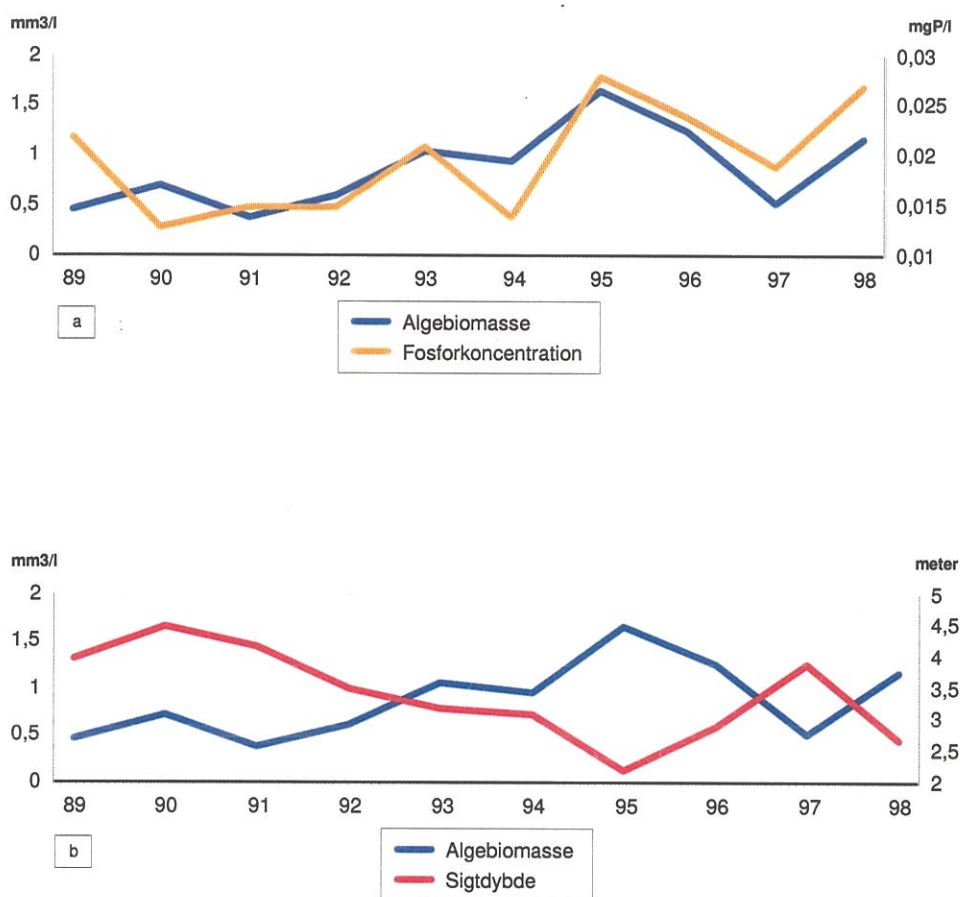 mm3/l mgP/l
2 0,03
1,5 0,025
1 0,02
0,5 0,015
0 0,01
89 90 91 92 93 94 95 96 97 98
a
Algebiomasse
Fosforkoncentration
mm3/l meter
2 5
1,5 4,5
4
1 3,5
3
0,5 2,5
0 2
89 90 91 92 93 94 95 96 97 98
b
Algebiomasse
Sigtdybde